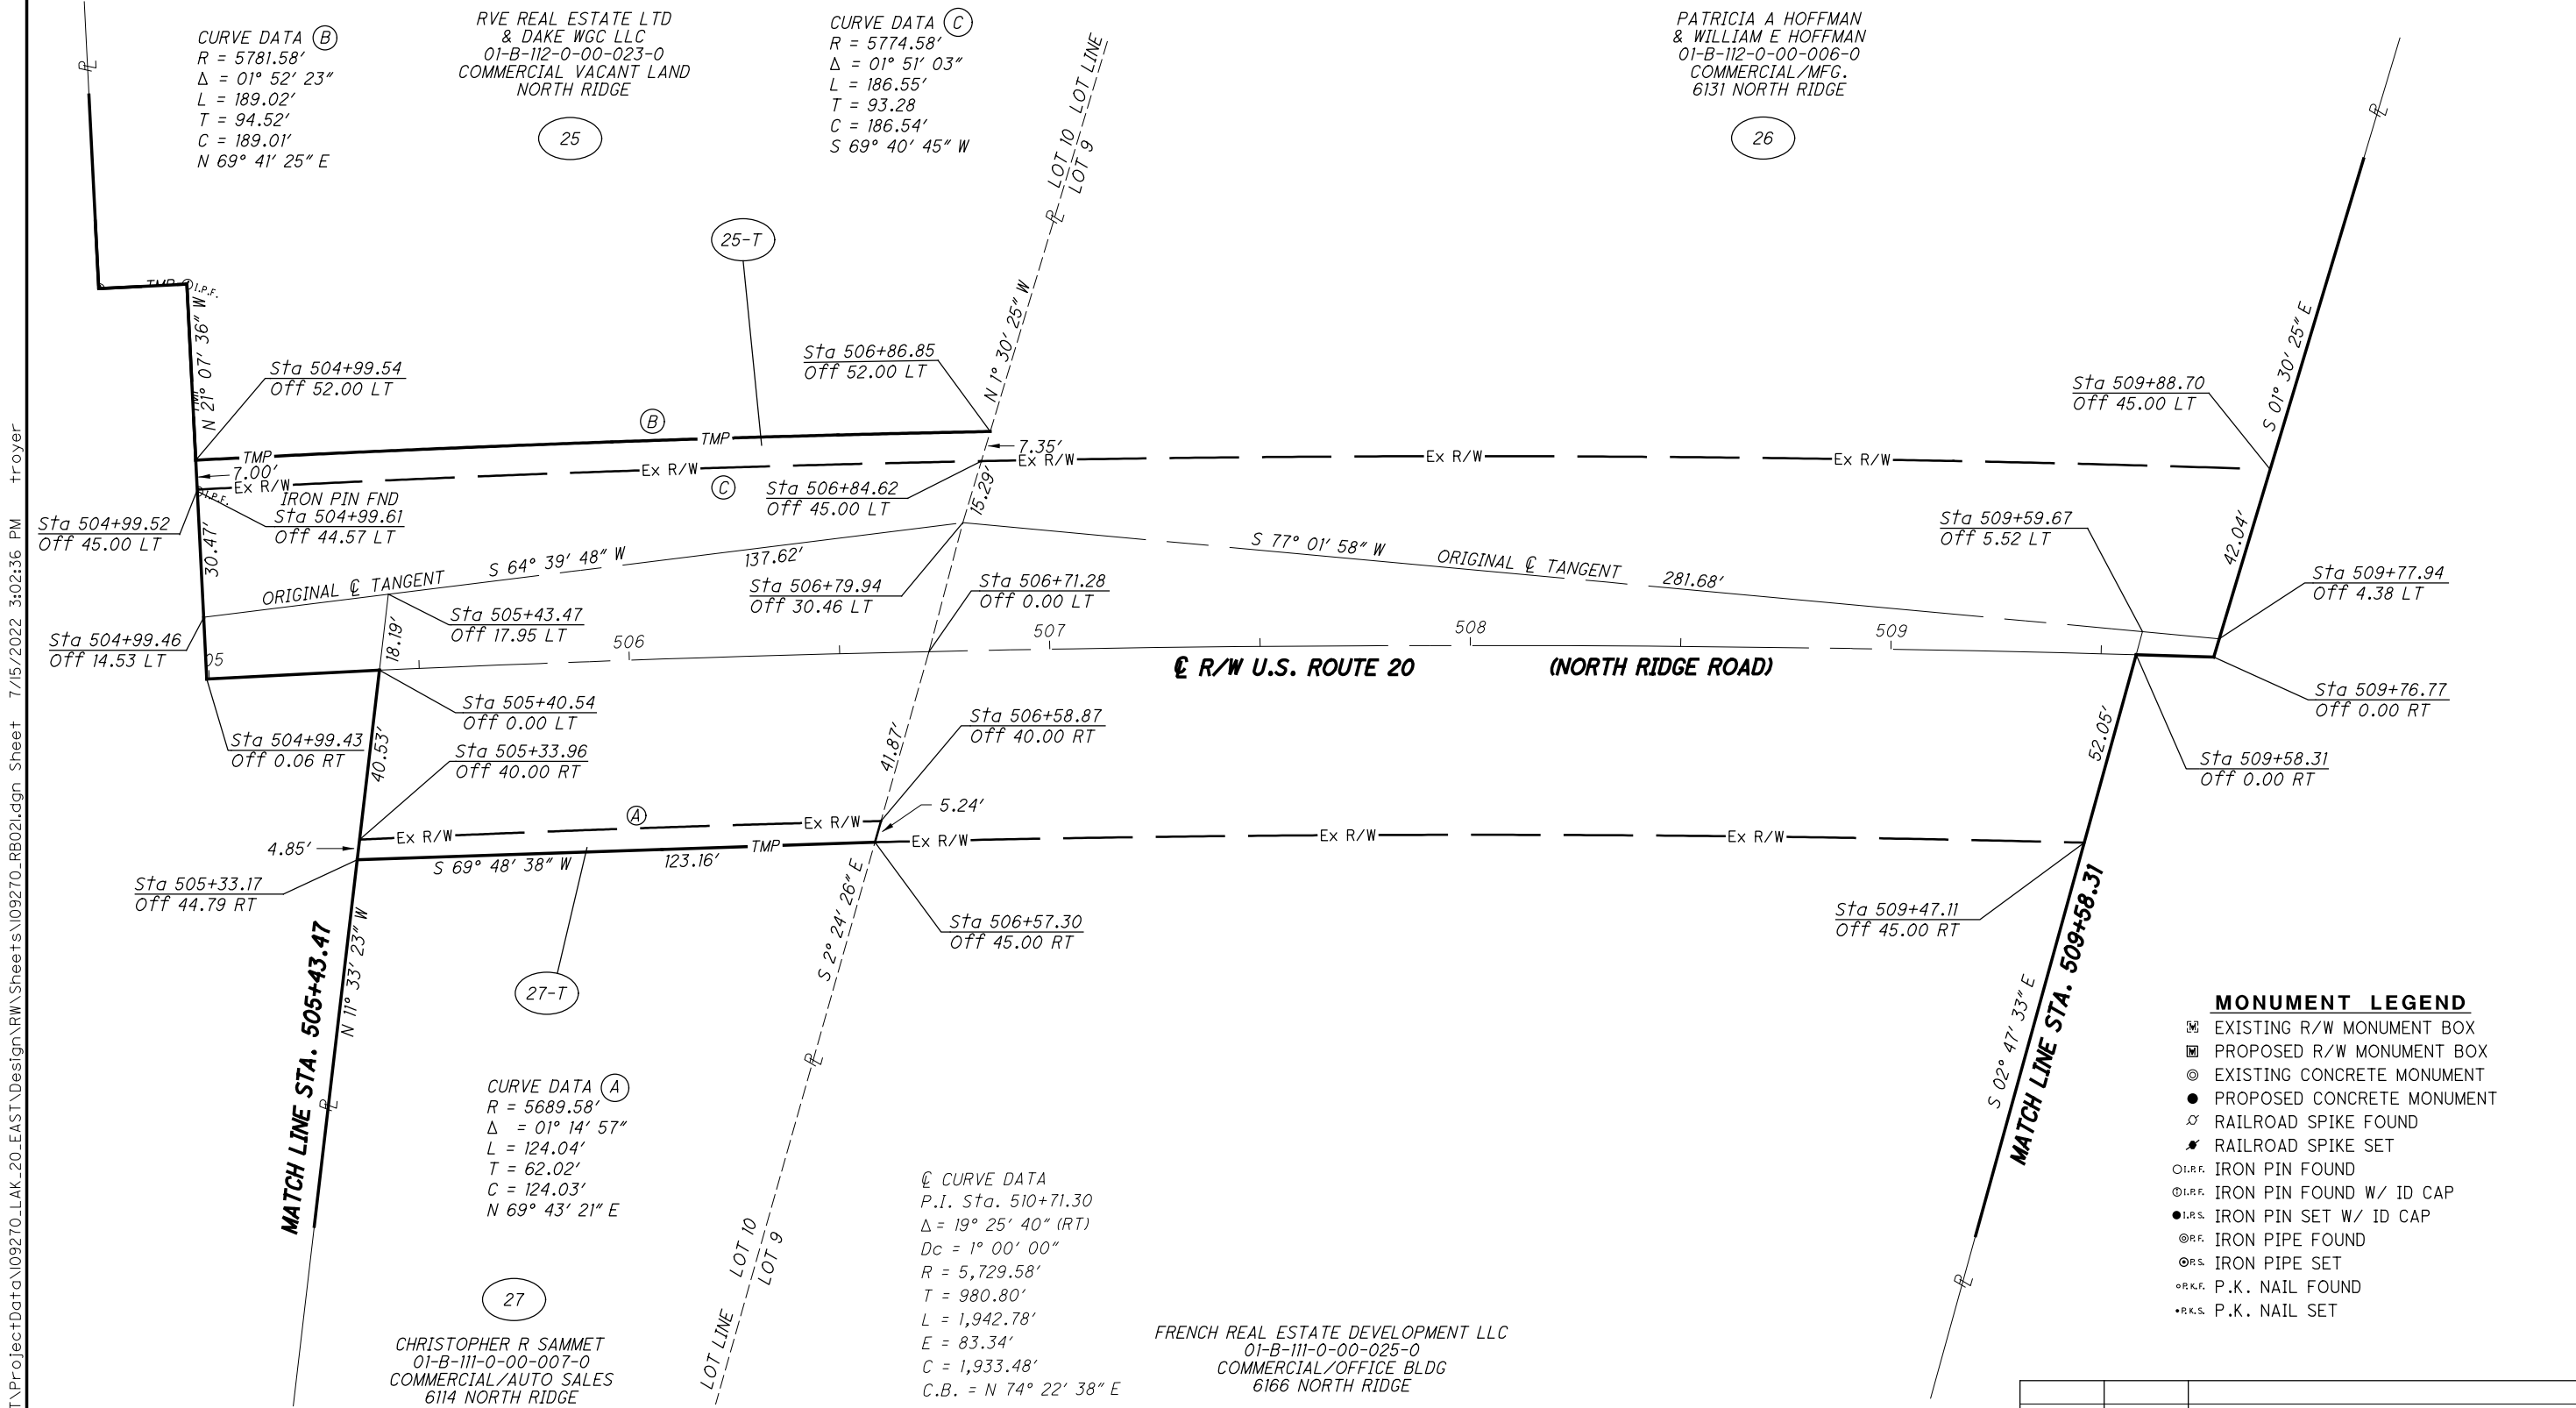 CURVE DATA B
R = 5781.58'
Δ = 01° 52' 23"
L = 189.02'
T = 94.52'
C = 189.01'
N 69° 41' 25" E
RVE REAL ESTATE LTD
& DAKE WGC LLC
01-B-112-0-00-023-0
COMMERCIAL VACANT LAND
NORTH RIDGE
25
CURVE DATA C
R = 5774.58'
Δ = 01° 51' 03"
L = 186.55'
T = 93.28
C = 186.54'
S 69° 40' 45" W
PATRICIA A HOFFMAN
& WILLIAM E HOFFMAN
01-B-112-0-00-006-0
COMMERCIAL/MFG.
6131 NORTH RIDGE
26
LOT LINE
LOT 10
LOT 9
PL
PL
PL
25-T
TMP I.P.F.
N 21° 07' 36" W
TMP
N 1° 30' 25" W
S 01° 30' 25" E
Sta 504+99.54
Off 52.00 LT
Sta 506+86.85
Off 52.00 LT
Sta 509+88.70
Off 45.00 LT
B
TMP
TMP
7.00'
7.35'
Ex R/W
Ex R/W
Ex R/W
Ex R/W
Ex R/W
I.P.F.
C
IRON PIN FND
Sta 504+99.61
Off 44.57 LT
Sta 506+84.62
Off 45.00 LT
15.29'
Sta 504+99.52
Off 45.00 LT
30.47'
Sta 509+59.67
Off 5.52 LT
42.04'
ORIGINAL ℄ TANGENT
S 64° 39' 48" W
137.62'
S 77° 01' 58" W
ORIGINAL ℄ TANGENT
281.68'
Sta 506+79.94
Off 30.46 LT
Sta 506+71.28
Off 0.00 LT
Sta 509+77.94
Off 4.38 LT
Sta 505+43.47
Off 17.95 LT
18.19'
Sta 504+99.46
Off 14.53 LT
05
506
507
508
509
℄ R/W U.S. ROUTE 20
(NORTH RIDGE ROAD)
Sta 505+40.54
Off 0.00 LT
Sta 509+76.77
Off 0.00 RT
Sta 504+99.43
Off 0.06 RT
40.53'
Sta 505+33.96
Off 40.00 RT
41.87'
Sta 506+58.87
Off 40.00 RT
52.05'
Sta 509+58.31
Off 0.00 RT
5.24'
A
Ex R/W
Ex R/W
Ex R/W
Ex R/W
Ex R/W
4.85'
S 69° 48' 38" W
123.16'
TMP
Sta 505+33.17
Off 44.79 RT
S 2° 24' 26" E
Sta 506+57.30
Off 45.00 RT
Sta 509+47.11
Off 45.00 RT
MATCH LINE STA. 505+43.47
N 11° 33' 23" W
PL
27-T
PL
S 02° 47' 33" E
MATCH LINE STA. 509+58.31
PL
MONUMENT LEGEND
EXISTING R/W MONUMENT BOX
PROPOSED R/W MONUMENT BOX
EXISTING CONCRETE MONUMENT
PROPOSED CONCRETE MONUMENT
RAILROAD SPIKE FOUND
RAILROAD SPIKE SET
I.P.F. IRON PIN FOUND
I.P.F. IRON PIN FOUND W/ ID CAP
I.P.S. IRON PIN SET W/ ID CAP
P.F. IRON PIPE FOUND
P.S. IRON PIPE SET
P.K.F. P.K. NAIL FOUND
P.K.S. P.K. NAIL SET
CURVE DATA A
R = 5689.58'
Δ = 01° 14' 57"
L = 124.04'
T = 62.02'
C = 124.03'
N 69° 43' 21" E
LOT LINE
LOT 10
LOT 9
℄ CURVE DATA
P.I. Sta. 510+71.30
Δ = 19° 25' 40" (RT)
Dc = 1° 00' 00"
R = 5,729.58'
T = 980.80'
L = 1,942.78'
E = 83.34'
C = 1,933.48'
C.B. = N 74° 22' 38" E
27
CHRISTOPHER R SAMMET
01-B-111-0-00-007-0
COMMERCIAL/AUTO SALES
6114 NORTH RIDGE
FRENCH REAL ESTATE DEVELOPMENT LLC
01-B-111-0-00-025-0
COMMERCIAL/OFFICE BLDG
6166 NORTH RIDGE
T\ProjectData\109270_LAK_20_EAST\Design\RW\Sheets\109270_RB021.dgn Sheet 7/15/2022 3:02:36 PM troyer